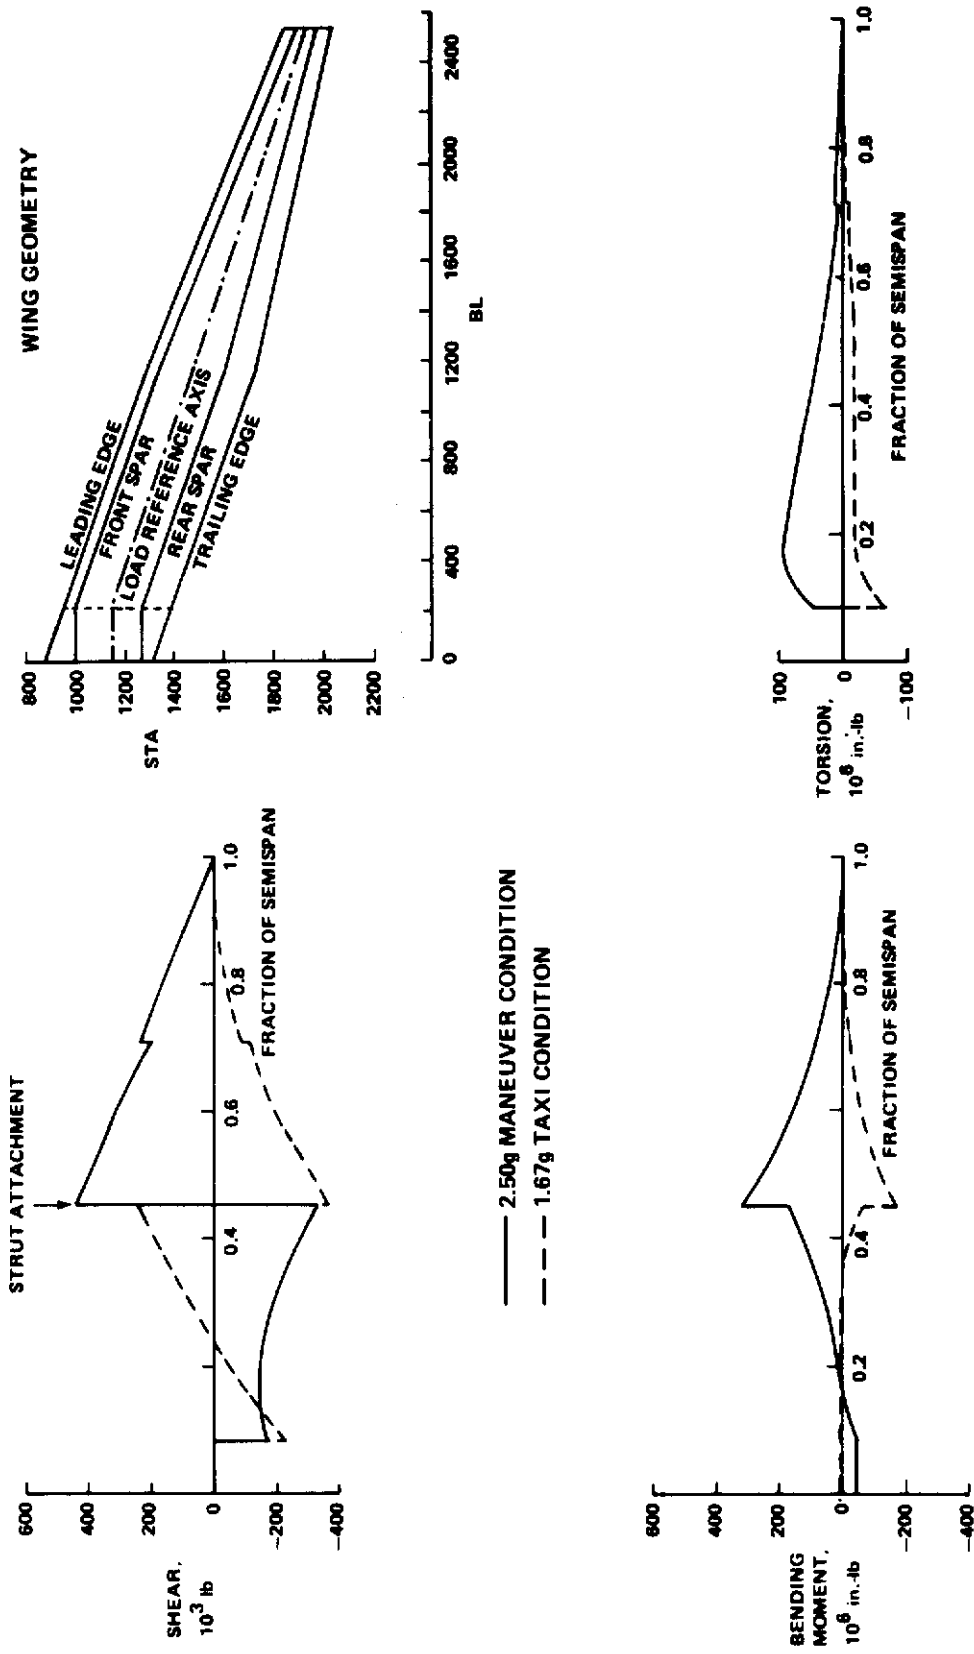 STRUT ATTACHMENT
600
400
200
0
−200
−400
SHEAR,
10³ lb
0.4
0.6
0.8
1.0
FRACTION OF SEMISPAN
WING GEOMETRY
800
1000
1200
1400
1600
1800
2000
2200
STA
LEADING EDGE
FRONT SPAR
LOAD REFERENCE AXIS
REAR SPAR
TRAILING EDGE
0
400
800
1200
1600
2000
2400
BL
2.50g MANEUVER CONDITION
1.67g TAXI CONDITION
600
400
200
0
−200
−400
BENDING
MOMENT,
10⁶ in.-lb
0.2
0.4
0.8
1.0
FRACTION OF SEMISPAN
100
0
−100
TORSION,
10⁶ in.-lb
0.2
0.4
0.6
0.8
1.0
FRACTION OF SEMISPAN